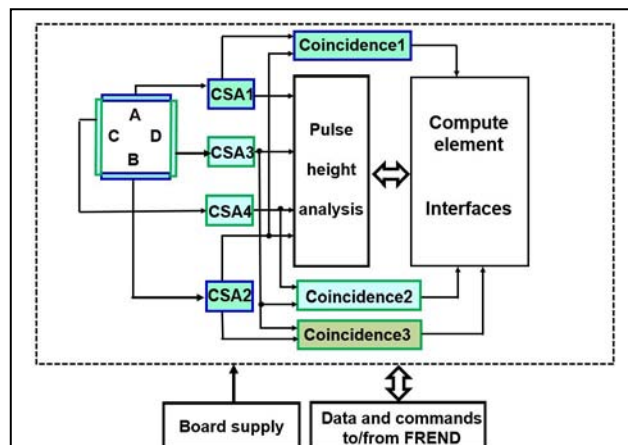 Coincidence1
A
C D
B
CSA1
CSA3
CSA4
CSA2
Pulse
height
analysis
Compute
element
Interfaces
Coincidence2
Coincidence3
Board supply
Data and commands
to/from FREND